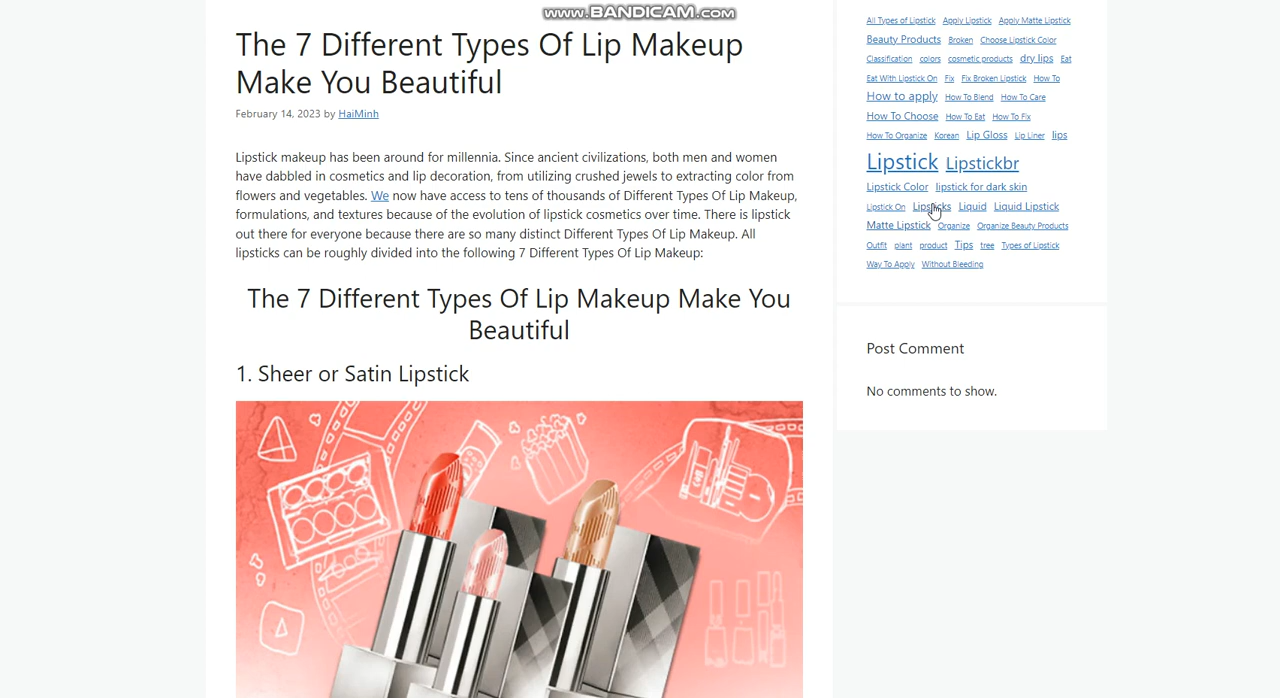 www.BANDICAM.com
The 7 Different Types Of Lip Makeup
Make You Beautiful
February 14, 2023 by HaiMinh
Lipstick makeup has been around for millennia. Since ancient civilizations, both men and women
have dabbled in cosmetics and lip decoration, from utilizing crushed jewels to extracting color from
flowers and vegetables. We now have access to tens of thousands of Different Types Of Lip Makeup,
formulations, and textures because of the evolution of lipstick cosmetics over time. There is lipstick
out there for everyone because there are so many distinct Different Types Of Lip Makeup. All
lipsticks can be roughly divided into the following 7 Different Types Of Lip Makeup:
The 7 Different Types Of Lip Makeup Make You
Beautiful
1. Sheer or Satin Lipstick
All Types of Lipstick Apply Lipstick Apply Matte Lipstick
Beauty Products Broken Choose Lipstick Color
Classification colors cosmetic products dry lips Eat
Eat With Lipstick On Fix Fix Broken Lipstick How To
How to apply How To Blend How To Care
How To Choose How To Eat How To Fix
How To Organize Korean Lip Gloss Lip Liner lips
Lipstick Lipstickbr
Lipstick Color lipstick for dark skin
Lipstick On Lipsticks Liquid Liquid Lipstick
Matte Lipstick Organize Organize Beauty Products
Outfit plant product Tips tree Types of Lipstick
Way To Apply Without Bleeding
Post Comment
No comments to show.